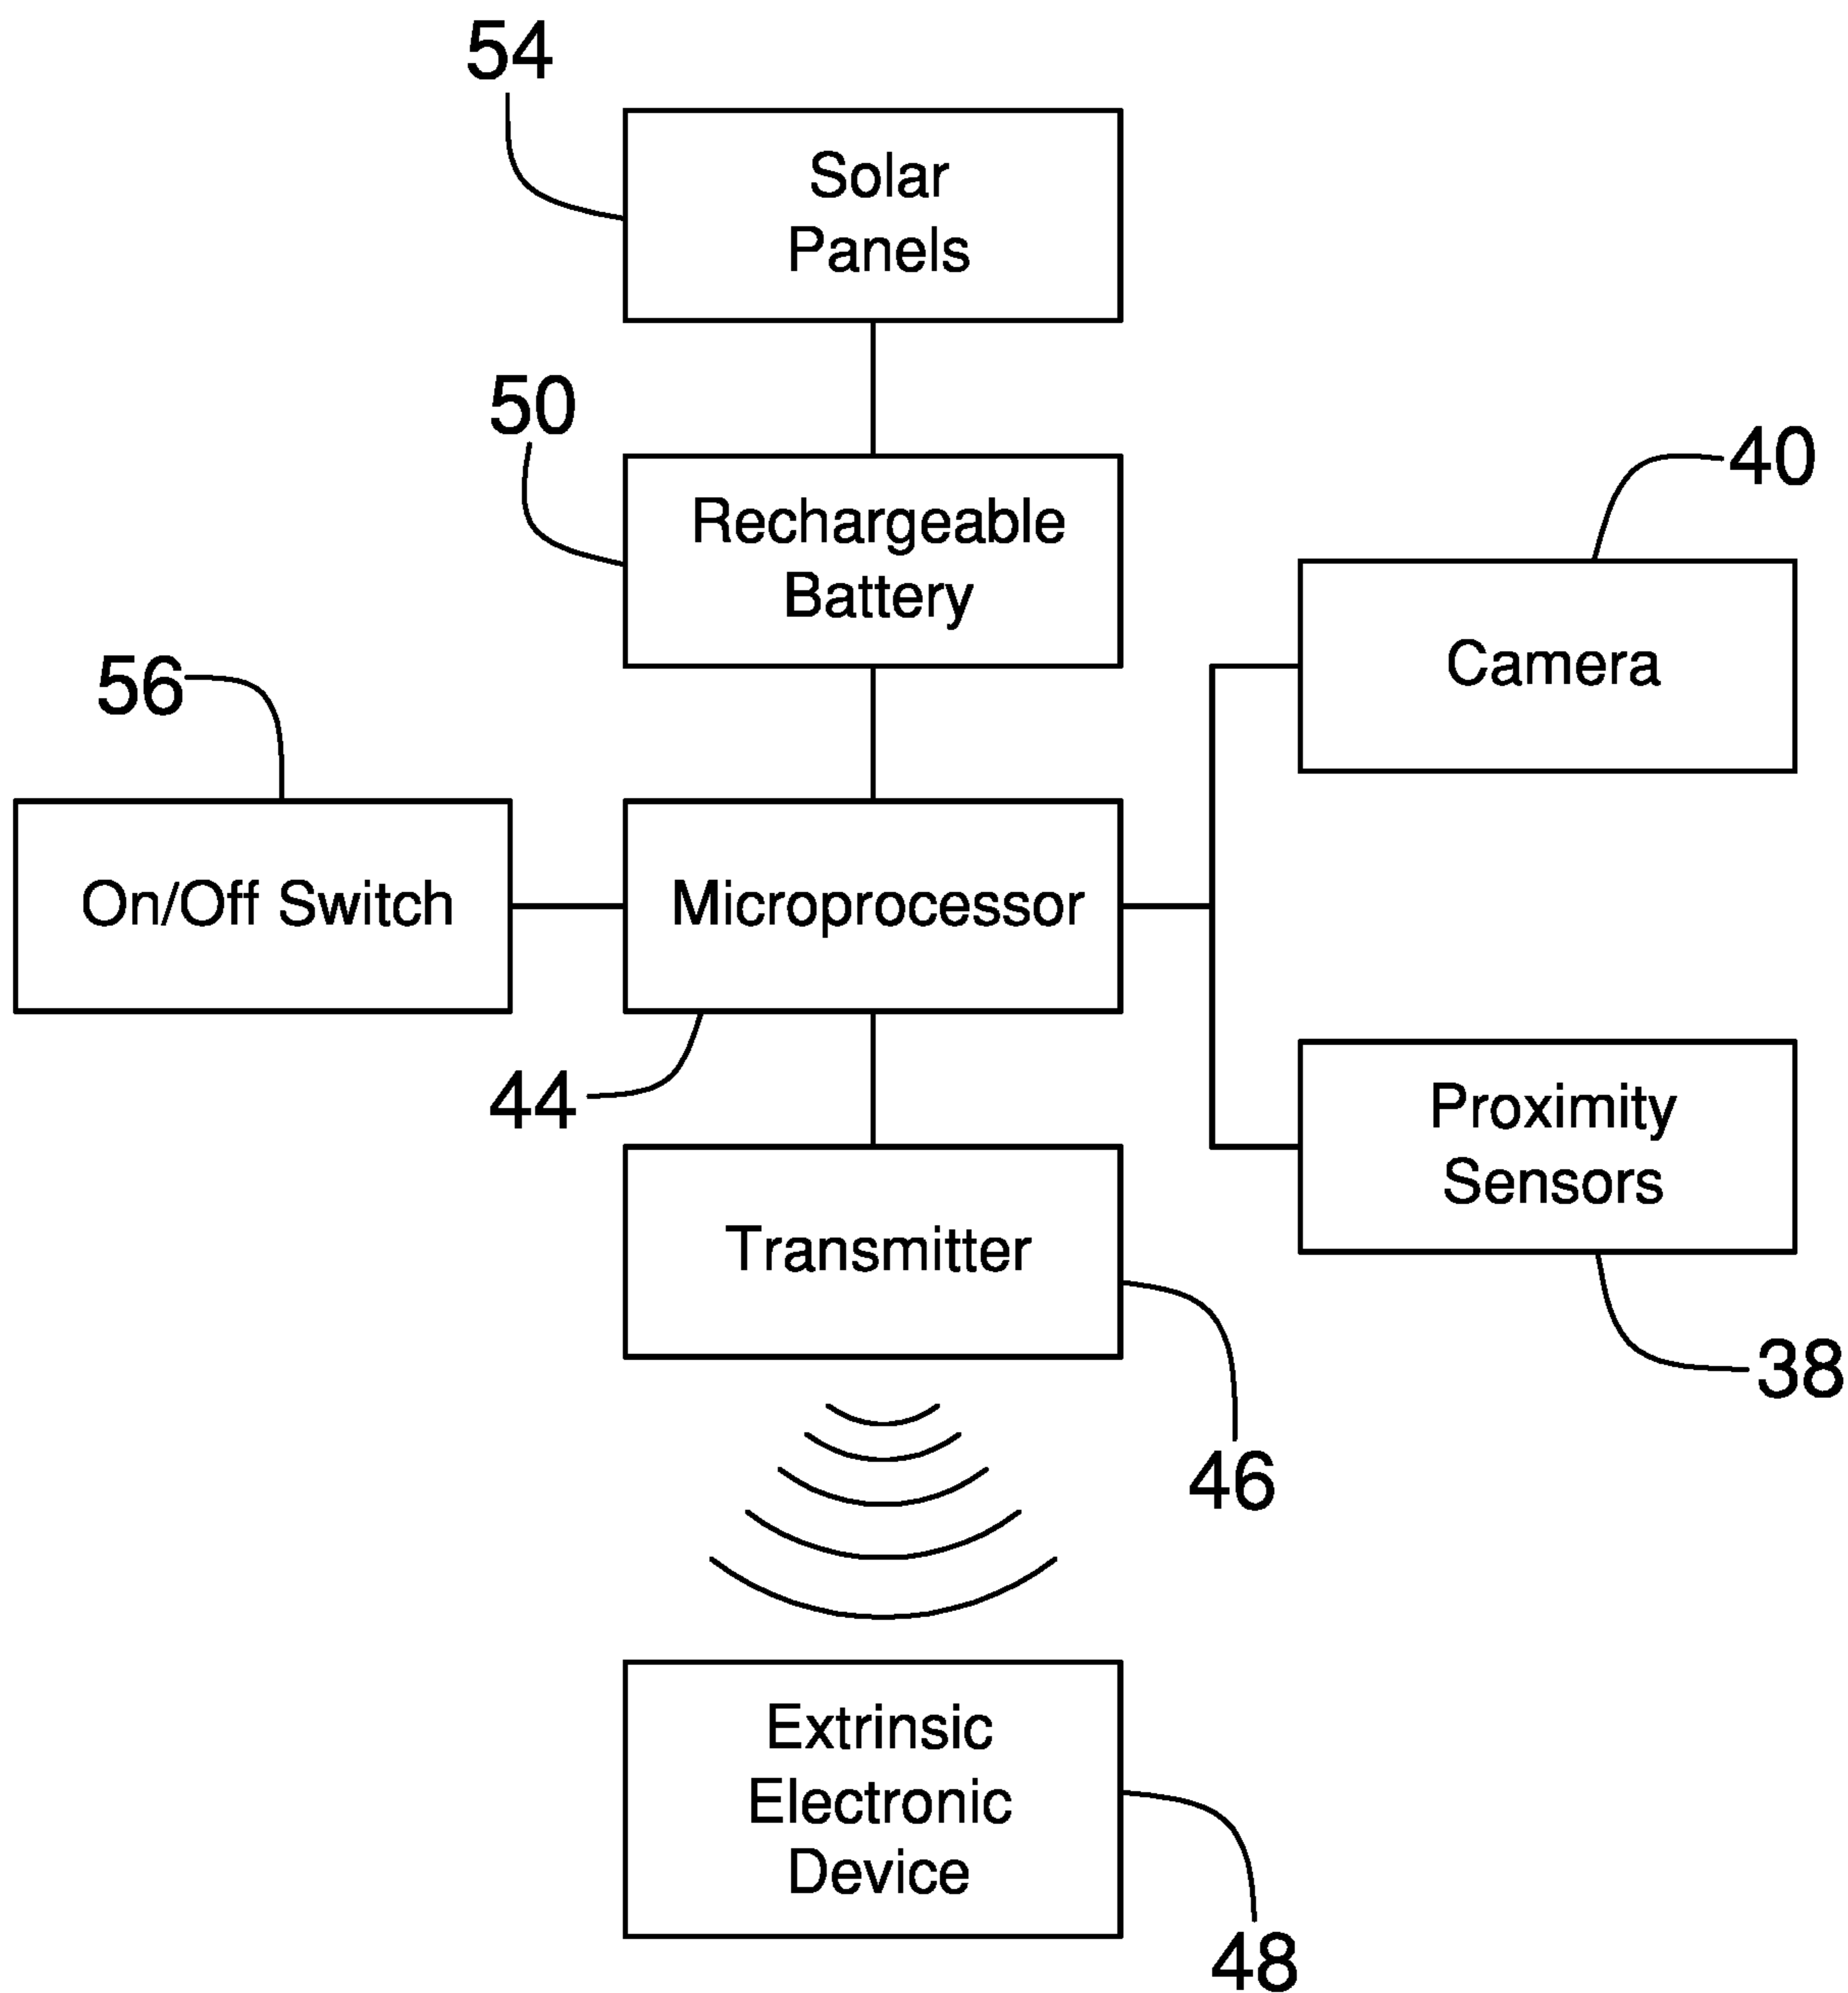 54
Solar
Panels
50
Rechargeable
Battery
40
Camera
56
On/Off Switch
Microprocessor
44
Proximity
Sensors
Transmitter
38
46
Extrinsic
Electronic
Device
48